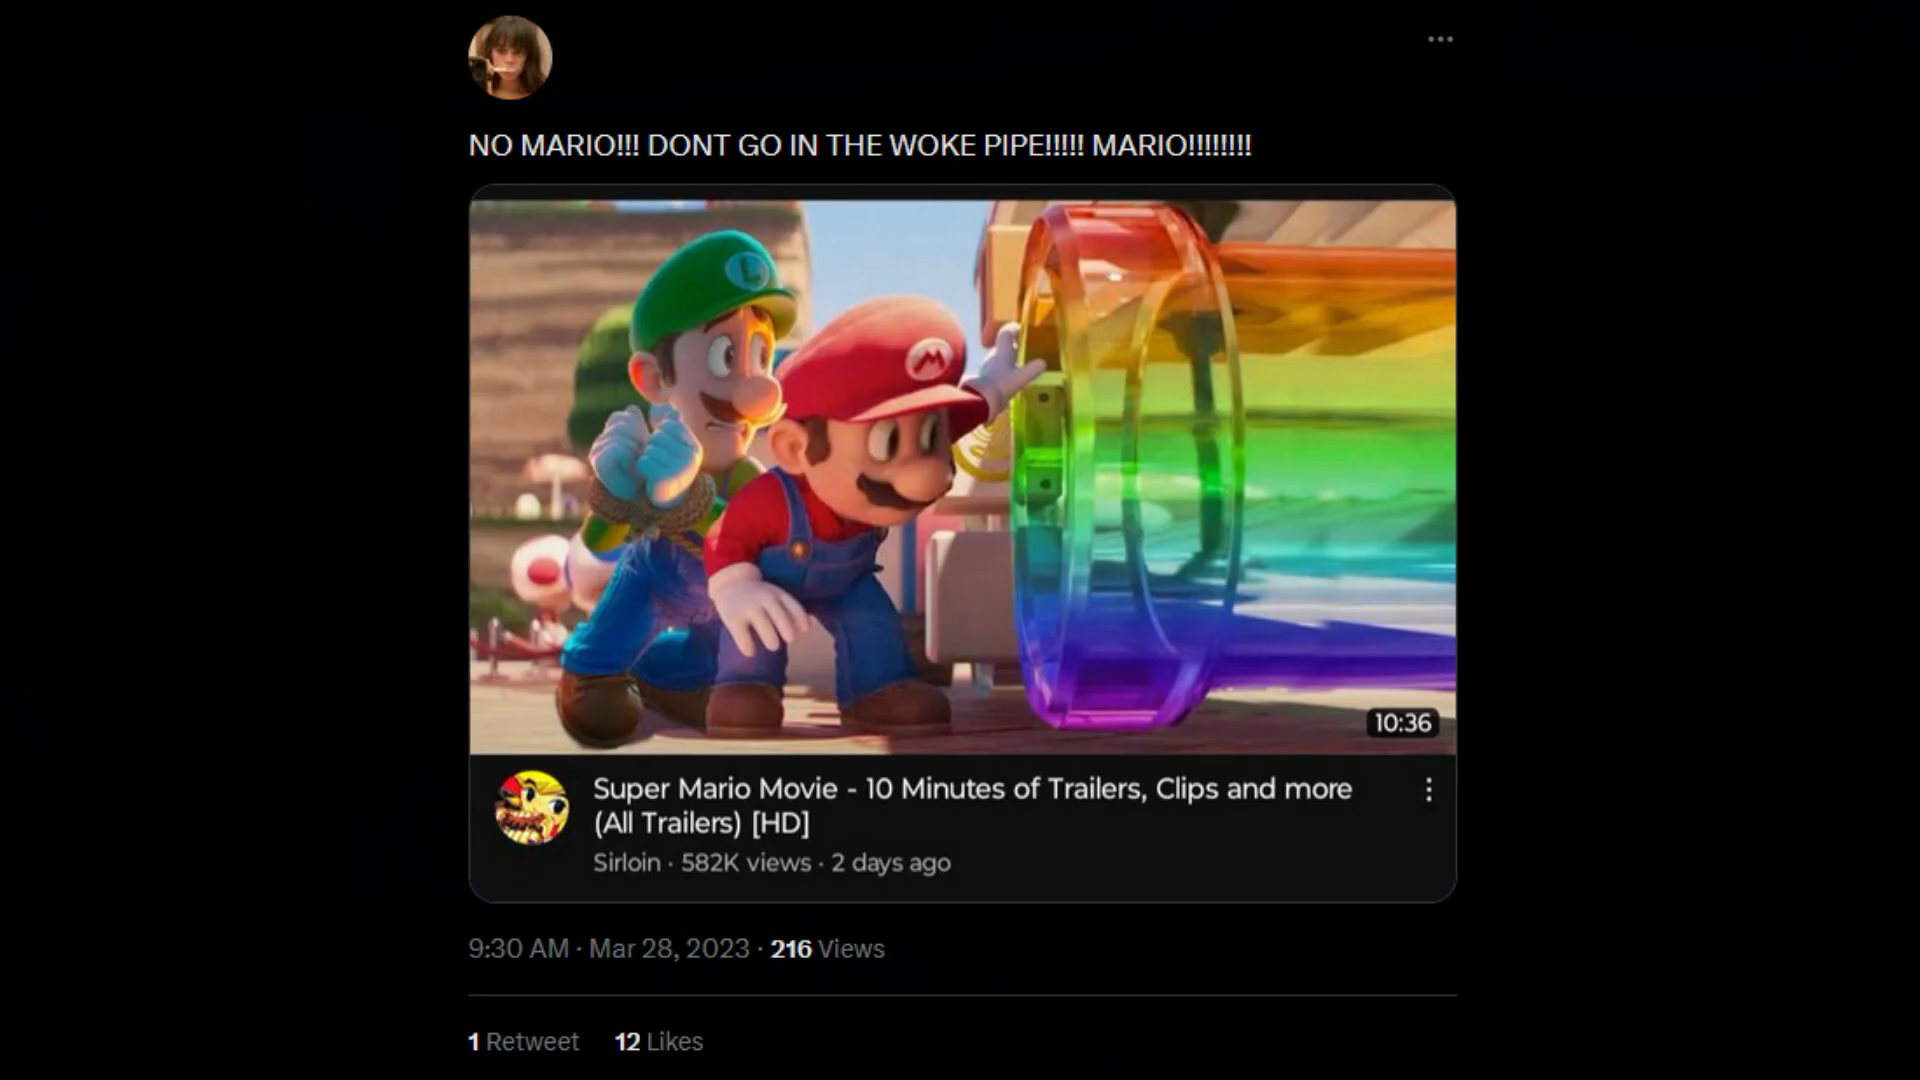 NO MARIO!!! DONT GO IN THE WOKE PIPE!!!!! MARIO!!!!!!!!
L
M
10:36
Super Mario Movie - 10 Minutes of Trailers, Clips and more
(All Trailers) [HD]
Sirloin · 582K views · 2 days ago
9:30 AM · Mar 28, 2023 · 216 Views
1 Retweet 12 Likes